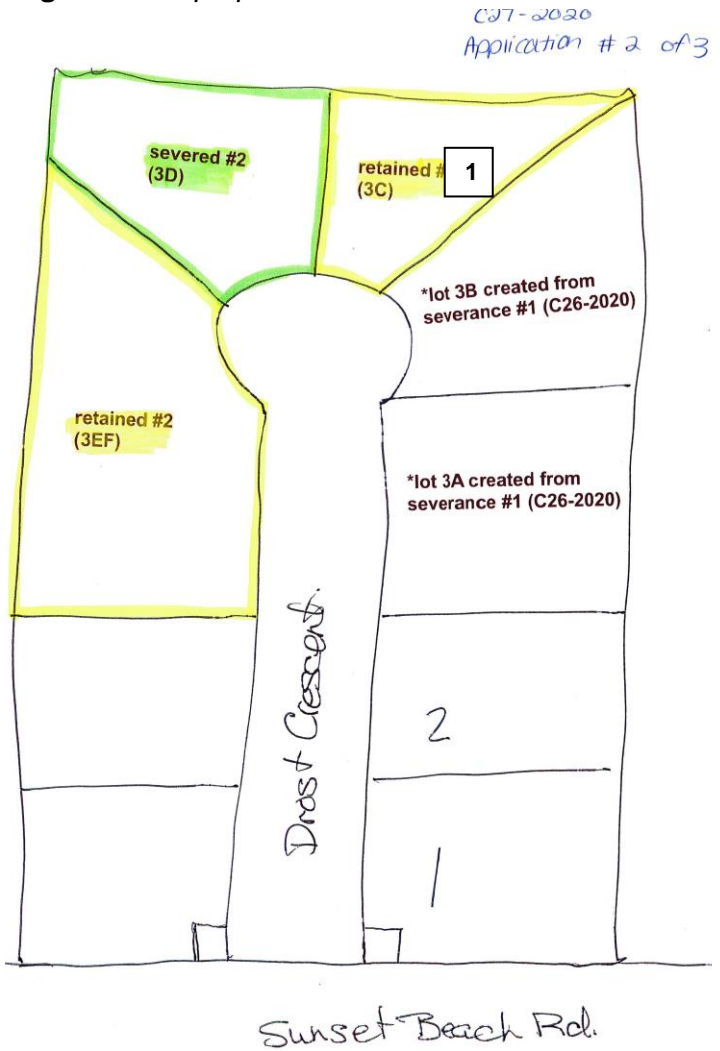 C27-2020
Application # 2 of 3
severed #2
(3D)
retained # 1
(3C)
*lot 3B created from
severance #1 (C26-2020)
retained #2
(3EF)
*lot 3A created from
severance #1 (C26-2020)
Drost Crescent.
2
1
Sunset Beach Rd.